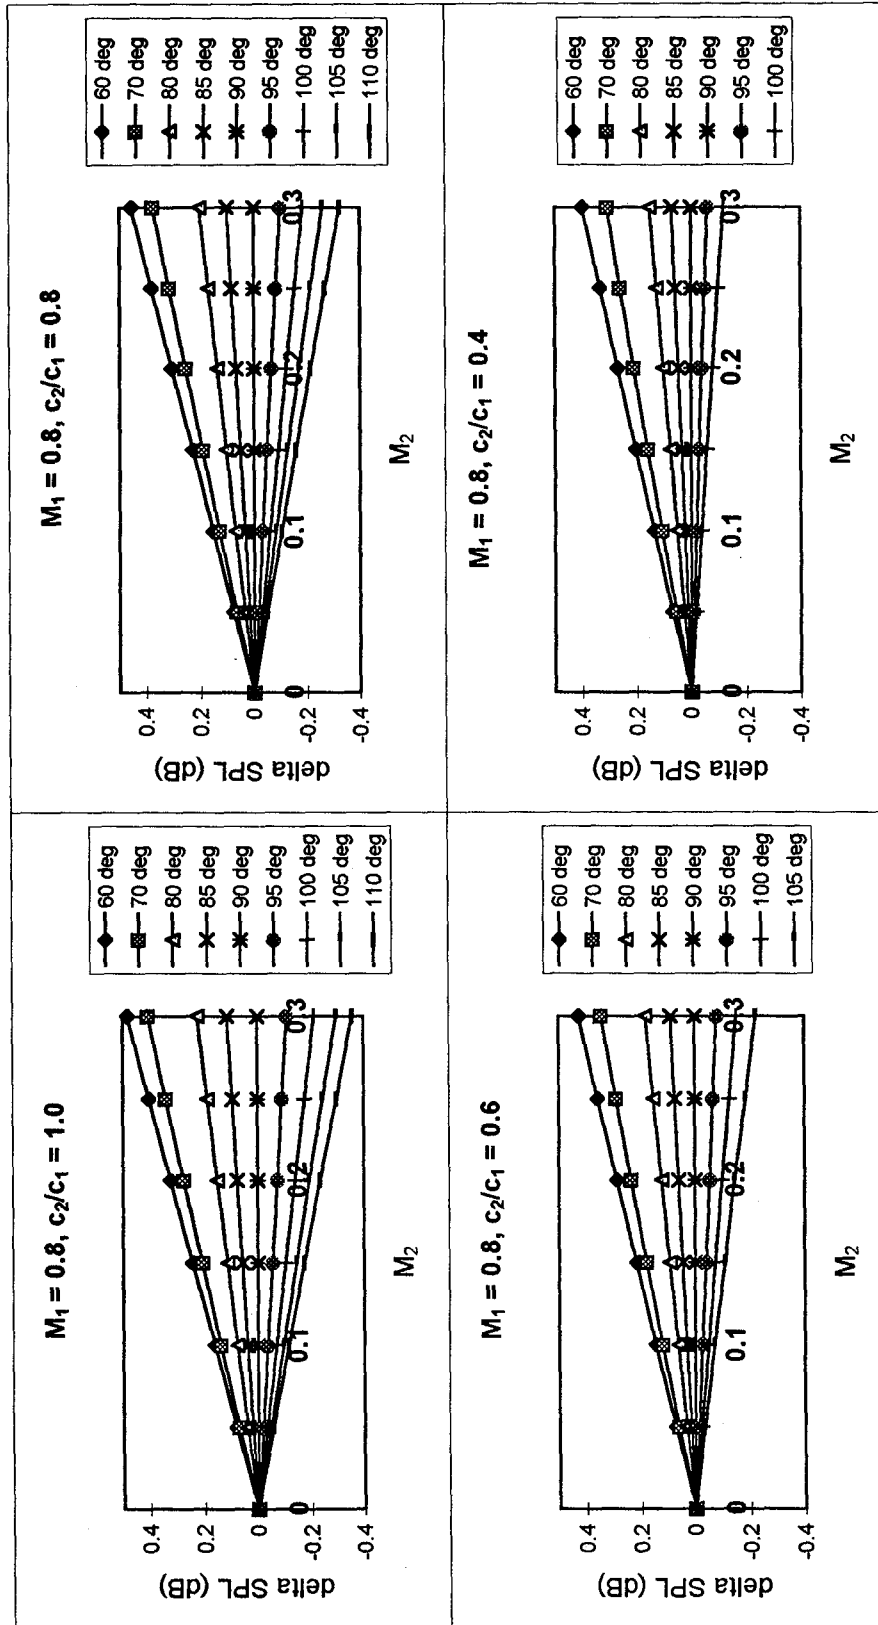 M₁ = 0.8, c₂/c₁ = 1.0
delta SPL (dB)
0.4
0.2
0
-0.2
-0.4
0
0.1
0.2
0.3
M₂
60 deg
70 deg
80 deg
85 deg
90 deg
95 deg
100 deg
105 deg
110 deg
M₁ = 0.8, c₂/c₁ = 0.8
delta SPL (dB)
0.4
0.2
0
-0.2
-0.4
0
0.1
0.2
0.3
M₂
60 deg
70 deg
80 deg
85 deg
90 deg
95 deg
100 deg
105 deg
110 deg
M₁ = 0.8, c₂/c₁ = 0.6
delta SPL (dB)
0.4
0.2
0
-0.2
-0.4
0
0.1
0.2
0.3
M₂
60 deg
70 deg
80 deg
85 deg
90 deg
95 deg
100 deg
105 deg
M₁ = 0.8, c₂/c₁ = 0.4
delta SPL (dB)
0.4
0.2
0
-0.2
-0.4
0
0.1
0.2
0.3
M₂
60 deg
70 deg
80 deg
85 deg
90 deg
95 deg
100 deg